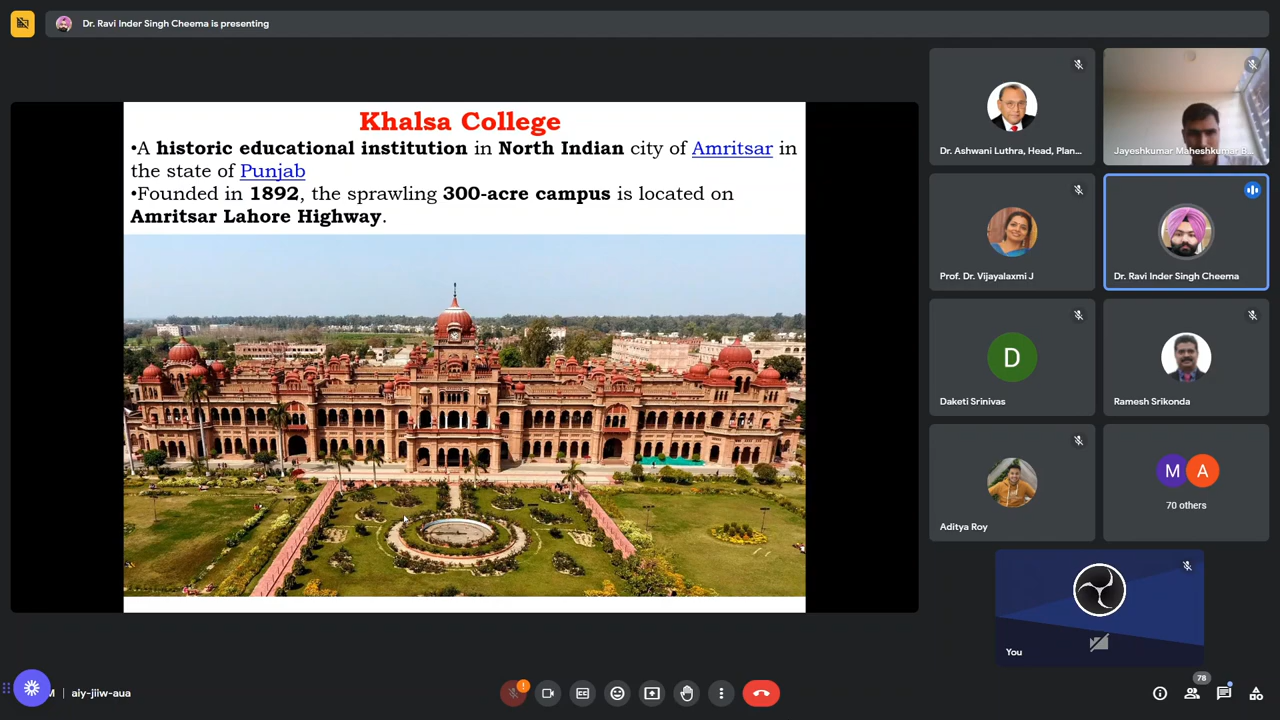 Dr. Ravi Inder Singh Cheema is presenting
Khalsa College
•A historic educational institution in North Indian city of Amritsar in
the state of Punjab
•Founded in 1892, the sprawling 300-acre campus is located on
Amritsar Lahore Highway.
Dr. Ashwani Luthra, Head, Plan...
Jayeshkumar Maheshkumar B...
Prof. Dr. Vijayalaxmi J
Dr. Ravi Inder Singh Cheema
D
Daketi Srinivas
Ramesh Srikonda
Aditya Roy
M A
70 others
You
M | aiy-jiiw-aua
!
78